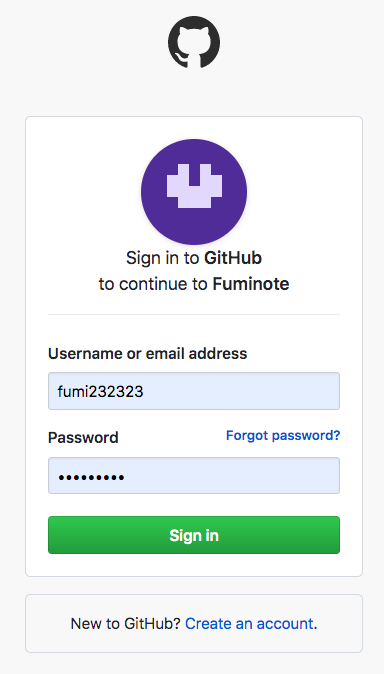 Sign in to GitHub
to continue to Fuminote
Username or email address
fumi232323
Password Forgot password?
•••••••••
Sign in
New to GitHub? Create an account.